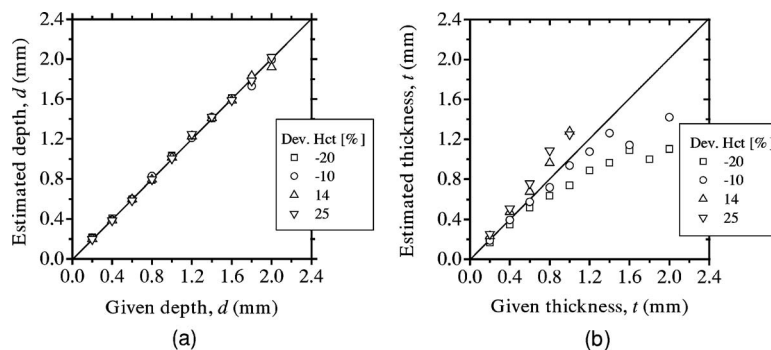 2.4
2.0
1.6
1.2
0.8
0.4
0.0
0.0 0.4 0.8 1.2 1.6 2.0 2.4
Estimated depth, d (mm)
Given depth, d (mm)
Dev. Hct [%]
-20
-10
14
25
(a)
2.4
2.0
1.6
1.2
0.8
0.4
0.0
0.0 0.4 0.8 1.2 1.6 2.0 2.4
Estimated thickness, t (mm)
Given thickness, t (mm)
Dev. Hct [%]
-20
-10
14
25
(b)